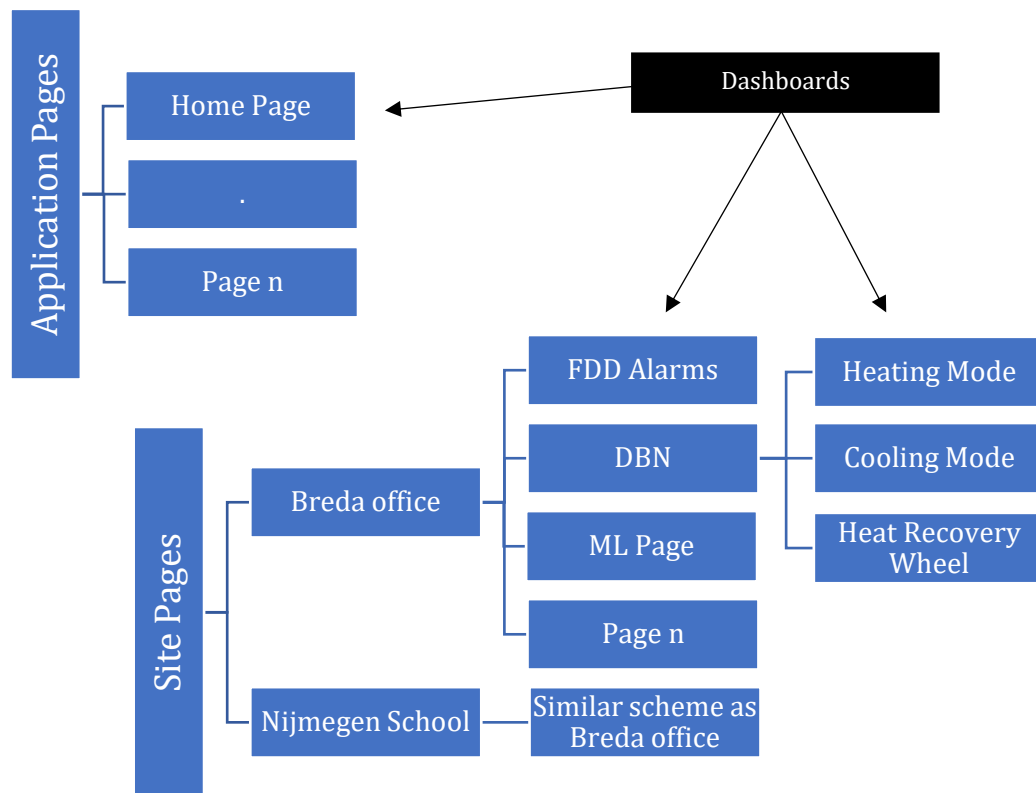 Application Pages
Home Page
.
Page n
Dashboards
Site Pages
Breda office
FDD Alarms
DBN
ML Page
Page n
Heating Mode
Cooling Mode
Heat Recovery
Wheel
Nijmegen School
Similar scheme as
Breda office